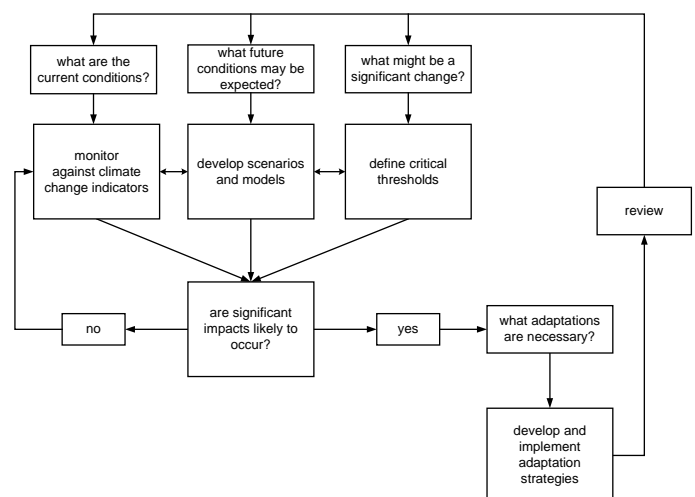 what are the
current conditions?
what future
conditions may be
expected?
what might be a
significant change?
monitor
against climate
change indicators
develop scenarios
and models
define critical
thresholds
review
are significant
impacts likely to
occur?
no
yes
what adaptations
are necessary?
develop and
implement
adaptation
strategies